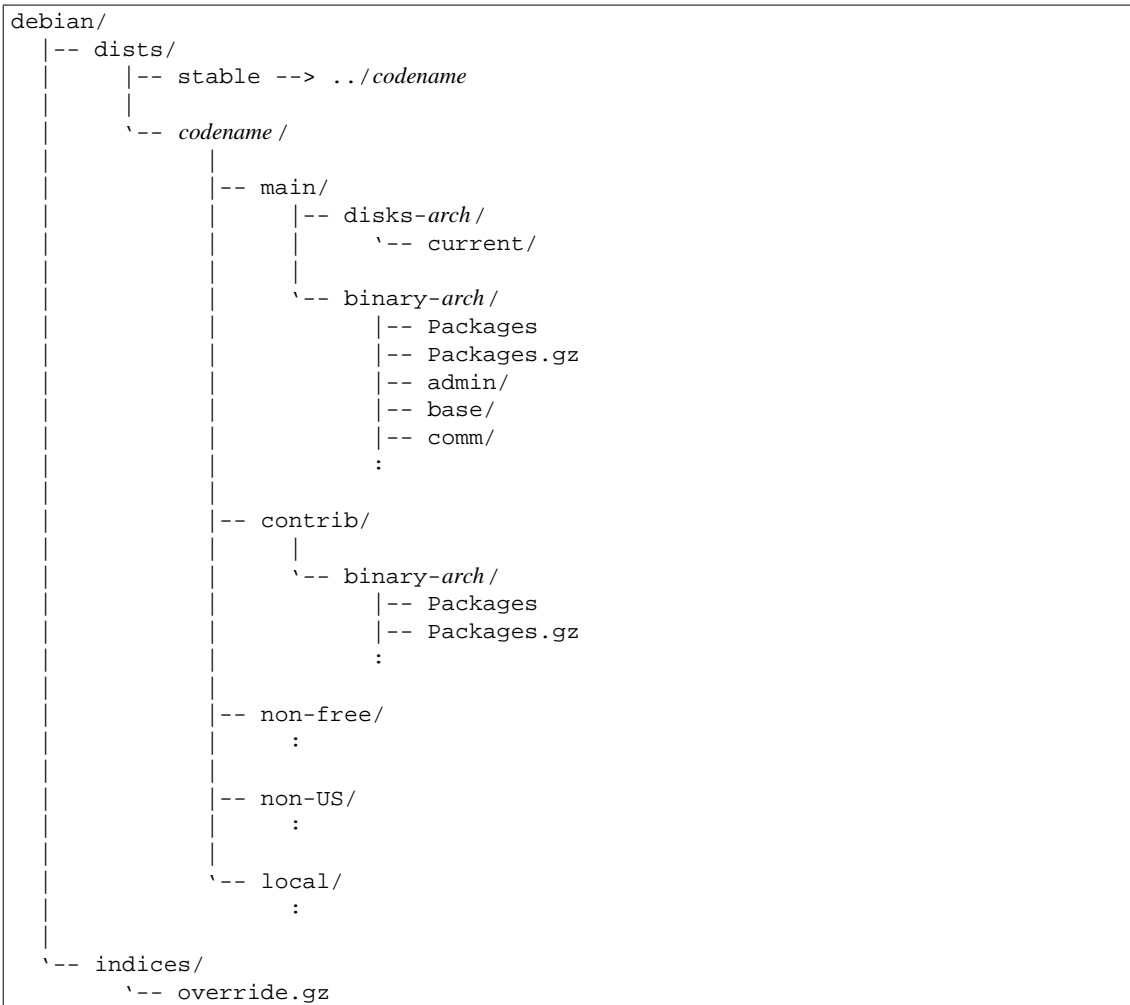 debian/
|-- dists/
| |-- stable --> ../codename
| |
| `-- codename /
| |
| |-- main/
| | |-- disks-arch /
| | | `-- current/
| | |
| | `-- binary-arch /
| | |-- Packages
| | |-- Packages.gz
| | |-- admin/
| | |-- base/
| | |-- comm/
| | :
| |
| |-- contrib/
| | |
| | `-- binary-arch /
| | |-- Packages
| | |-- Packages.gz
| | :
| |
| |-- non-free/
| | :
| |
| |-- non-US/
| | :
| |
| `-- local/
| :
|
`-- indices/
`-- override.gz